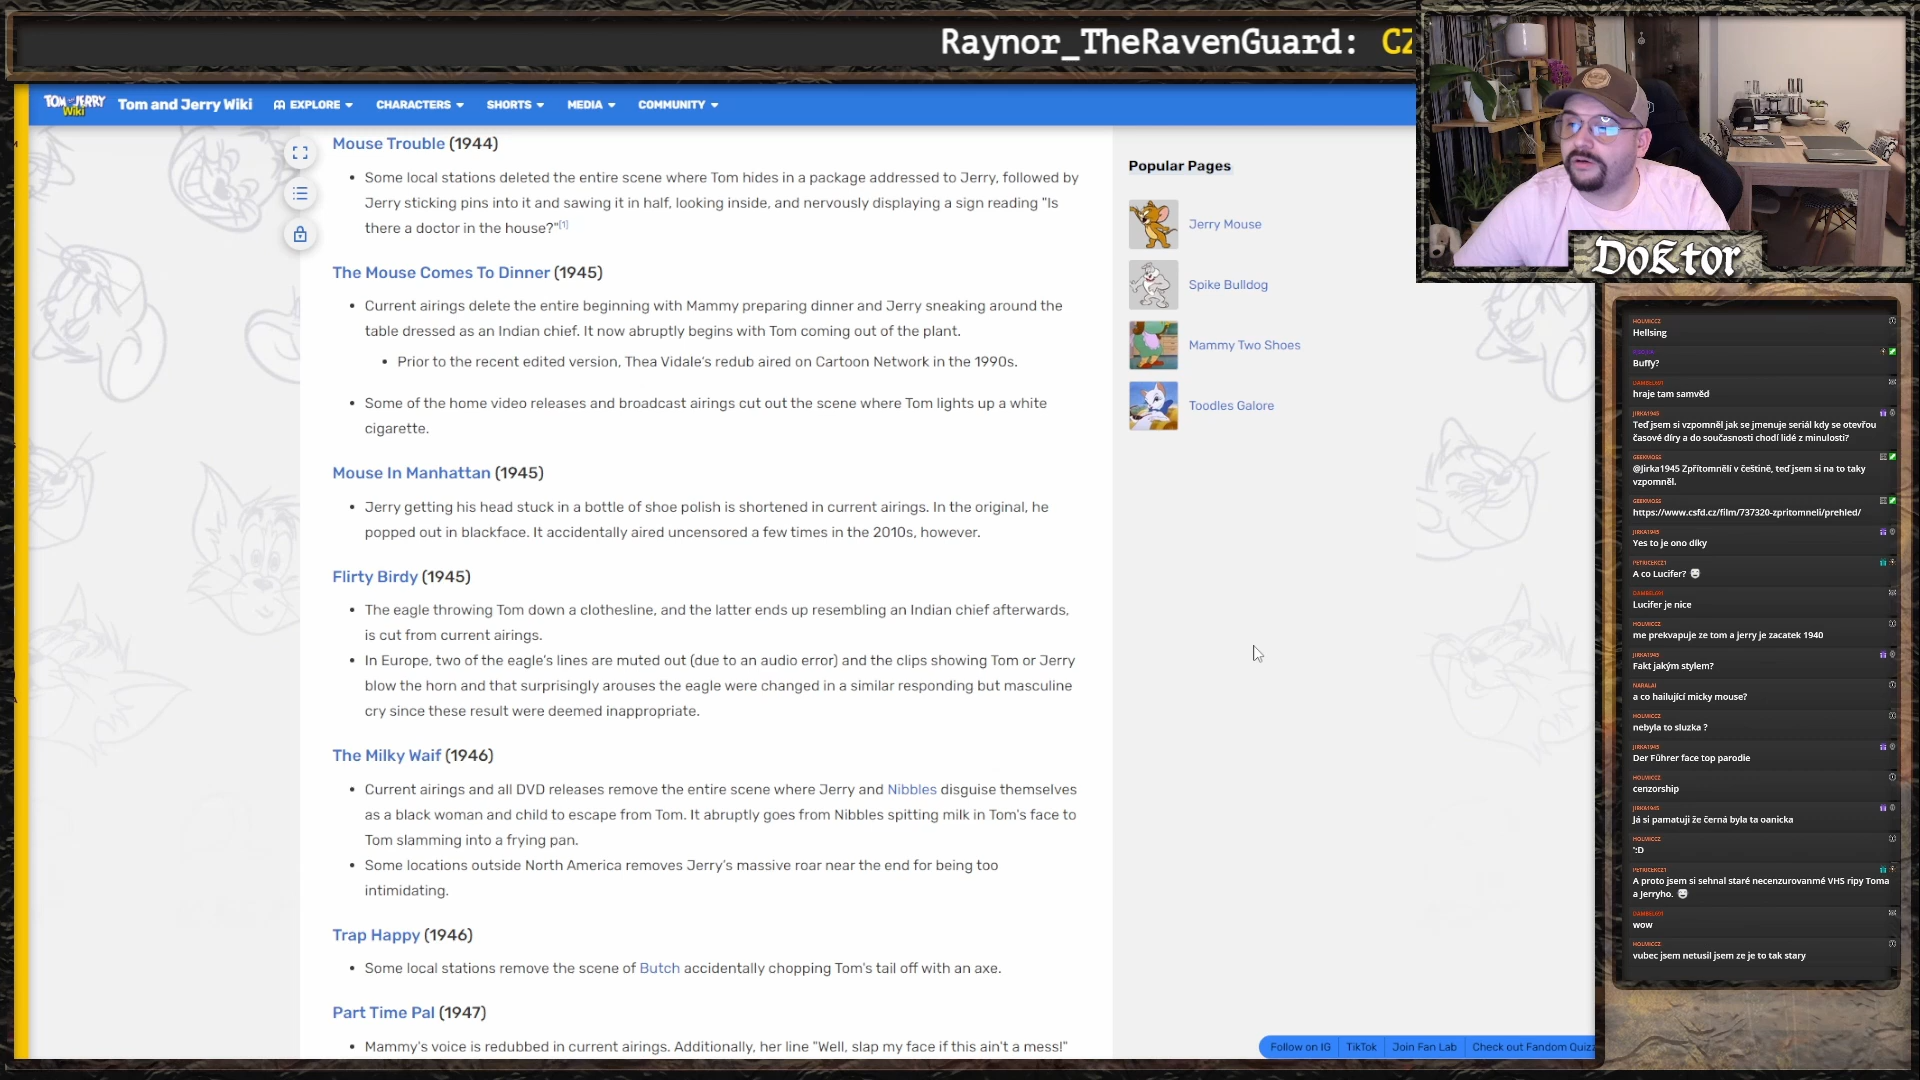 Raynor_TheRavenGuard:
TOM and JERRY
Wiki
Tom and Jerry Wiki
EXPLORE
CHARACTERS
SHORTS
MEDIA
COMMUNITY
Mouse Trouble (1944)
Some local stations deleted the entire scene where Tom hides in a package addressed to Jerry, followed by
Jerry sticking pins into it and sawing it in half, looking inside, and nervously displaying a sign reading "Is
there a doctor in the house?"[1]
The Mouse Comes To Dinner (1945)
Current airings delete the entire beginning with Mammy preparing dinner and Jerry sneaking around the
table dressed as an Indian chief. It now abruptly begins with Tom coming out of the plant.
Prior to the recent edited version, Thea Vidale's redub aired on Cartoon Network in the 1990s.
Some of the home video releases and broadcast airings cut out the scene where Tom lights up a white
cigarette.
Mouse In Manhattan (1945)
Jerry getting his head stuck in a bottle of shoe polish is shortened in current airings. In the original, he
popped out in blackface. It accidentally aired uncensored a few times in the 2010s, however.
Flirty Birdy (1945)
The eagle throwing Tom down a clothesline, and the latter ends up resembling an Indian chief afterwards,
is cut from current airings.
In Europe, two of the eagle's lines are muted out (due to an audio error) and the clips showing Tom or Jerry
blow the horn and that surprisingly arouses the eagle were changed in a similar responding but masculine
cry since these result were deemed inappropriate.
The Milky Waif (1946)
Current airings and all DVD releases remove the entire scene where Jerry and Nibbles disguise themselves
as a black woman and child to escape from Tom. It abruptly goes from Nibbles spitting milk in Tom's face to
Tom slamming into a frying pan.
Some locations outside North America removes Jerry's massive roar near the end for being too
intimidating.
Trap Happy (1946)
Some local stations remove the scene of Butch accidentally chopping Tom's tail off with an axe.
Part Time Pal (1947)
Mammy's voice is redubbed in current airings. Additionally, her line "Well, slap my face if this ain't a mess!"
Popular Pages
Jerry Mouse
Spike Bulldog
Mammy Two Shoes
Toodles Galore
Follow on IG
TikTok
Join Fan Lab
Check out Fandom Quizz
Doktor
HOLMICCZ
Hellsing
Buffy?
hraje tam samvěd
JIRKA1945
Teď jsem si vzpomněl jak se jmenuje seriál kdy se otevřou
časové díry a do současnosti chodí lidé z minulosti?
GEEKMOSS
@Jirka1945 Zpřítomnělí v češtině, teď jsem si na to taky
vzpomněl.
GEEKMOSS
https://www.csfd.cz/film/737320-zpritomneli/prehled/
JIRKA1945
Yes to je ono díky
PETRICEKCZ1
A co Lucifer?
Lucifer je nice
HOLMICCZ
me prekvapuje ze tom a jerry je zacatek 1940
JIRKA1945
Fakt jakým stylem?
NARALAI
a co hailující micky mouse?
HOLMICCZ
nebyla to sluzka ?
JIRKA1945
Der Führer face top parodie
HOLMICCZ
cenzorship
JIRKA1945
Já si pamatuji že černá byla ta oanicka
HOLMICCZ
':D
PETRICEKCZ1
A proto jsem si sehnal staré necenzurovanmé VHS ripy Toma
a Jerryho.
wow
HOLMICCZ
vubec jsem netusil jsem ze je to tak stary